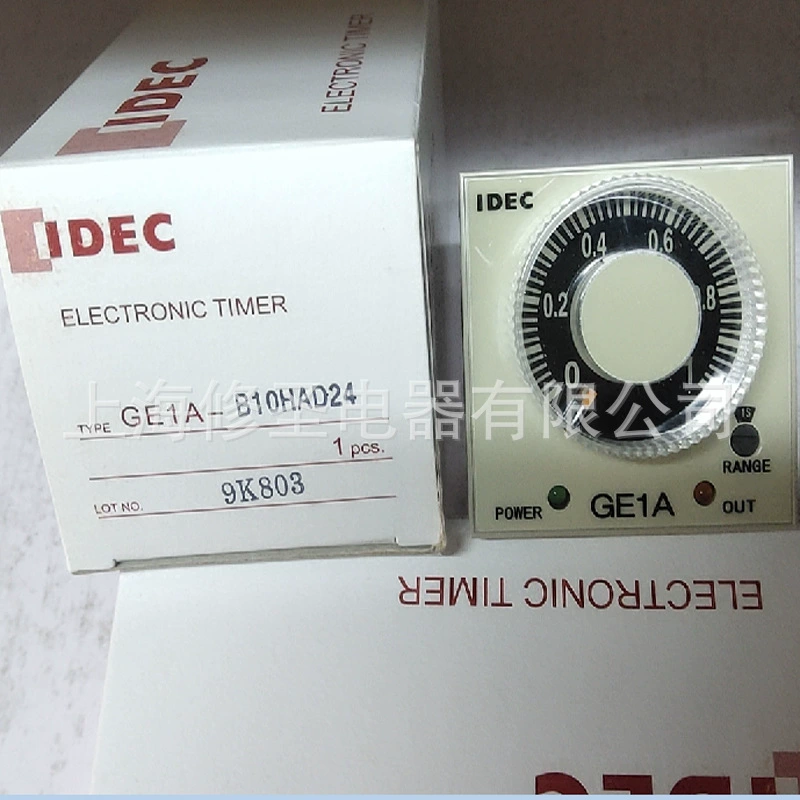 IDEC
ELECTRONIC TIMER
IDEC
ELECTRONIC TIMER
TYPE GE1A-B10HAD24
1 pcs.
LOT NO. 9K803
IDEC
0 0.2 0.4 0.6 .8 1
1S
RANGE
POWER GE1A OUT
ELECTRONIC TIMER
IDEC
上海修圣电器有限公司